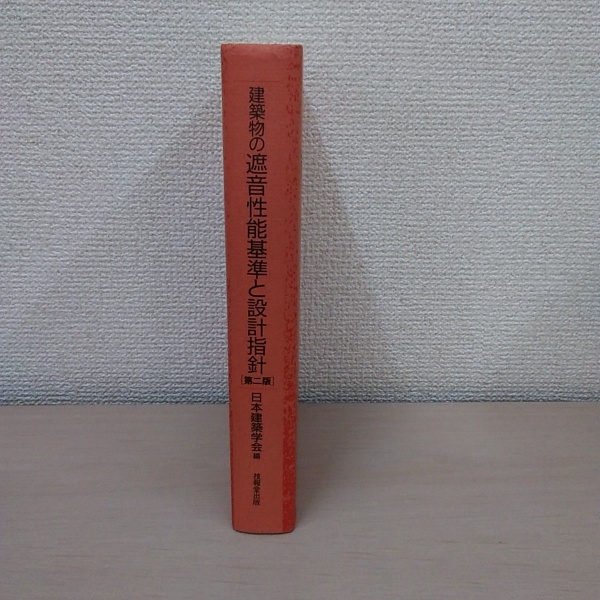 建築物の遮音性能基準と設計指針
[第二版]
日本建築学会 編
技報堂出版